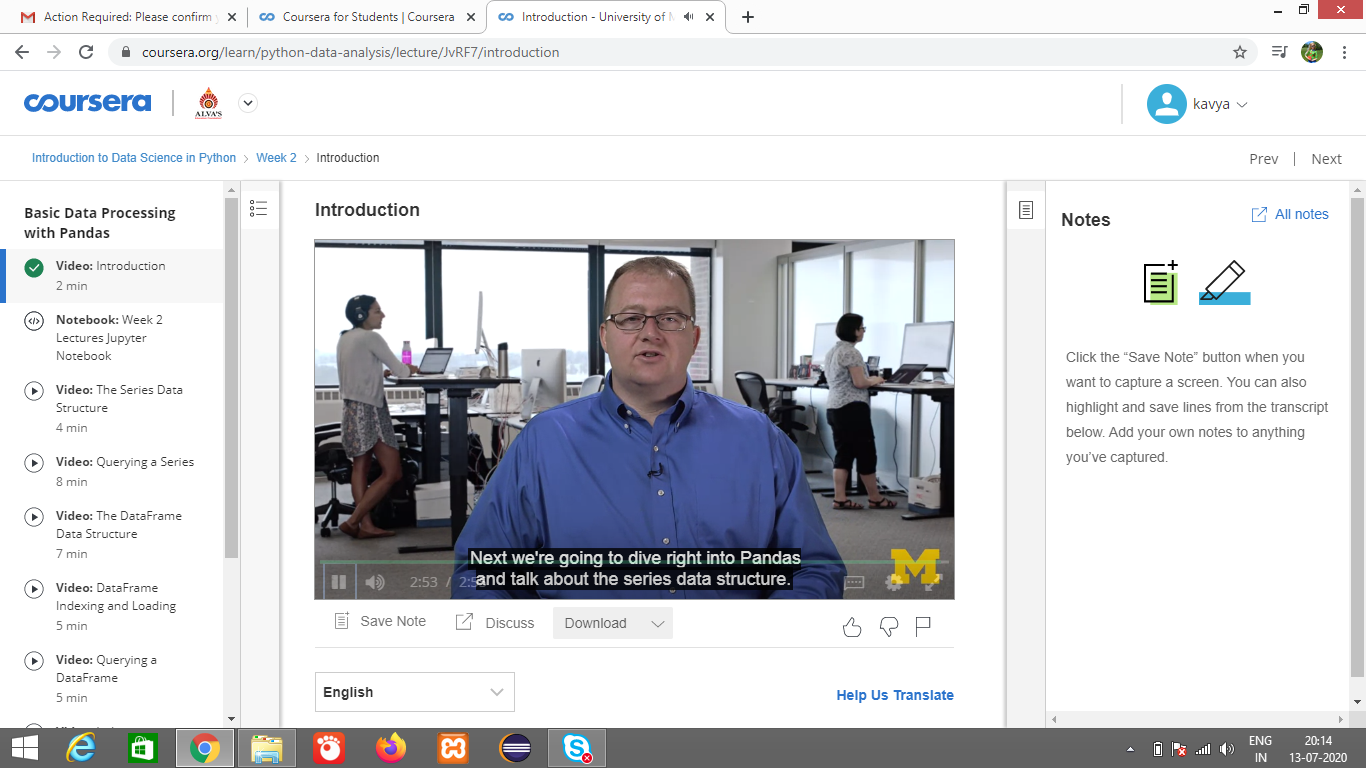 Action Required: Please confirm
Coursera for Students | Coursera
Introduction - University of M
coursera.org/learn/python-data-analysis/lecture/JvRF7/introduction
coursera
ALVA'S
kavya
Introduction to Data Science in Python
Week 2
Introduction
Prev | Next
Basic Data Processing
with Pandas
Video: Introduction
2 min
Notebook: Week 2
Lectures Jupyter
Notebook
Video: The Series Data
Structure
4 min
Video: Querying a Series
8 min
Video: The DataFrame
Data Structure
7 min
Video: DataFrame
Indexing and Loading
5 min
Video: Querying a
DataFrame
5 min
Introduction
Next we're going to dive right into Pandas
and talk about the series data structure.
2:53 /
M
Save Note
Discuss
Download
English
Help Us Translate
Notes
All notes
Click the “Save Note” button when you
want to capture a screen. You can also
highlight and save lines from the transcript
below. Add your own notes to anything
you’ve captured.
ENG
IN
20:14
13-07-2020